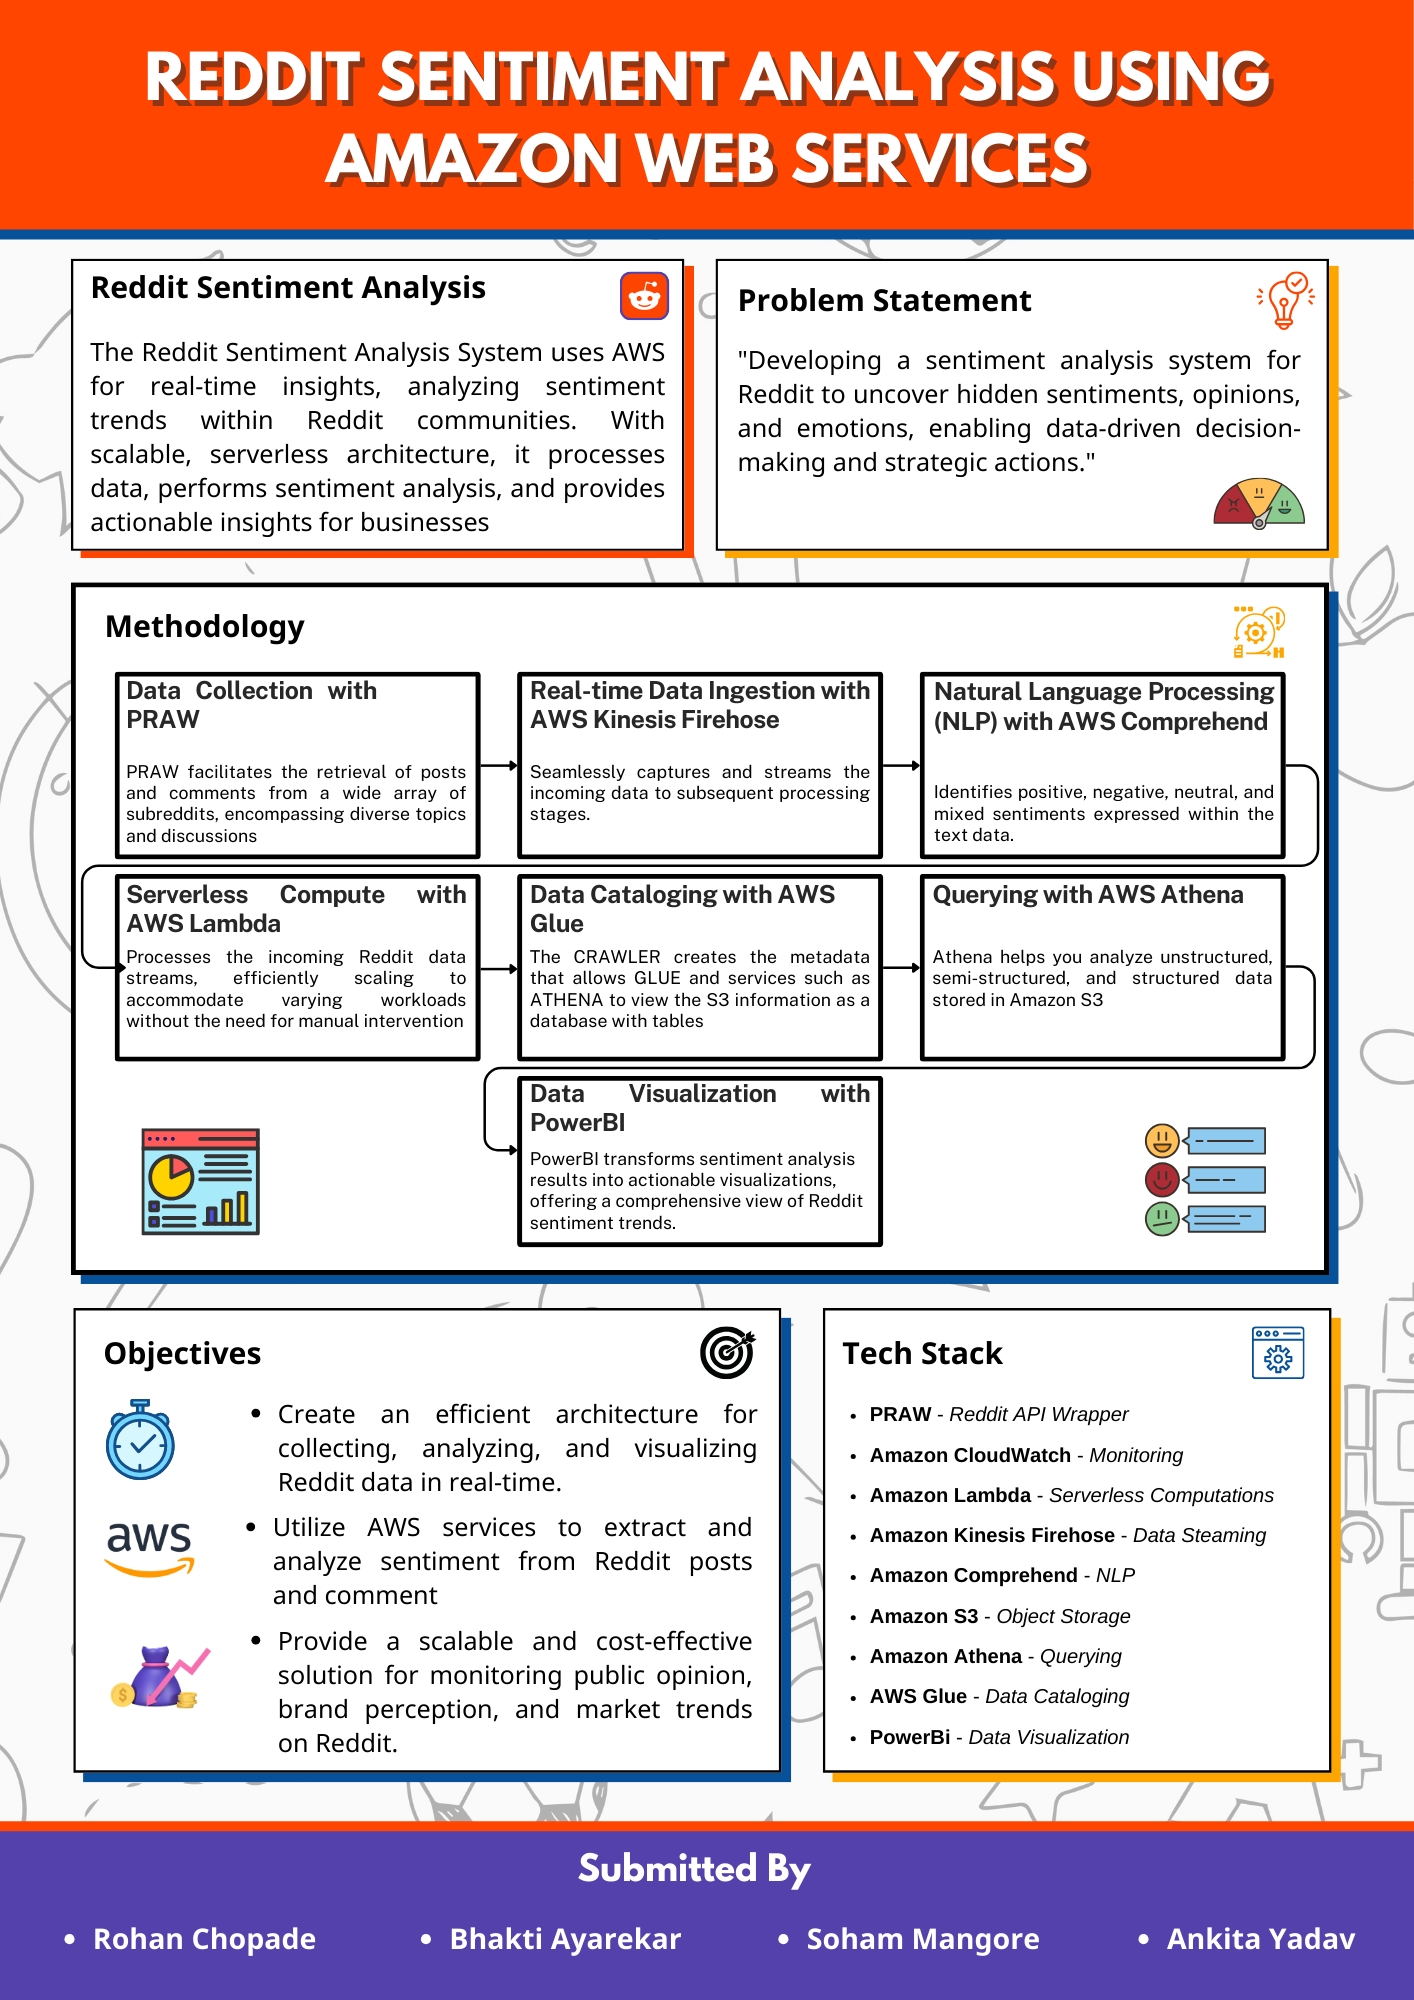 REDDIT SENTIMENT ANALYSIS USING
AMAZON WEB SERVICES
Reddit Sentiment Analysis
The Reddit Sentiment Analysis System uses AWS
for real-time insights, analyzing sentiment
trends within Reddit communities. With
scalable, serverless architecture, it processes
data, performs sentiment analysis, and provides
actionable insights for businesses
Problem Statement
"Developing a sentiment analysis system for
Reddit to uncover hidden sentiments, opinions,
and emotions, enabling data-driven decision-
making and strategic actions."
Methodology
Data Collection with
PRAW
PRAW facilitates the retrieval of posts
and comments from a wide array of
subreddits, encompassing diverse topics
and discussions
Real-time Data Ingestion with
AWS Kinesis Firehose
Seamlessly captures and streams the
incoming data to subsequent processing
stages.
Natural Language Processing
(NLP) with AWS Comprehend
Identifies positive, negative, neutral, and
mixed sentiments expressed within the
text data.
Serverless Compute with
AWS Lambda
Processes the incoming Reddit data
streams, efficiently scaling to
accommodate varying workloads
without the need for manual intervention
Data Cataloging with AWS
Glue
The CRAWLER creates the metadata
that allows GLUE and services such as
ATHENA to view the S3 information as a
database with tables
Querying with AWS Athena
Athena helps you analyze unstructured,
semi-structured, and structured data
stored in Amazon S3
Data Visualization with
PowerBI
PowerBI transforms sentiment analysis
results into actionable visualizations,
offering a comprehensive view of Reddit
sentiment trends.
Objectives
• Create an efficient architecture for
collecting, analyzing, and visualizing
Reddit data in real-time.
aws
• Utilize AWS services to extract and
analyze sentiment from Reddit posts
and comment
• Provide a scalable and cost-effective
solution for monitoring public opinion,
brand perception, and market trends
on Reddit.
Tech Stack
• PRAW - Reddit API Wrapper
• Amazon CloudWatch - Monitoring
• Amazon Lambda - Serverless Computations
• Amazon Kinesis Firehose - Data Steaming
• Amazon Comprehend - NLP
• Amazon S3 - Object Storage
• Amazon Athena - Querying
• AWS Glue - Data Cataloging
• PowerBi - Data Visualization
Submitted By
• Rohan Chopade
• Bhakti Ayarekar
• Soham Mangore
• Ankita Yadav